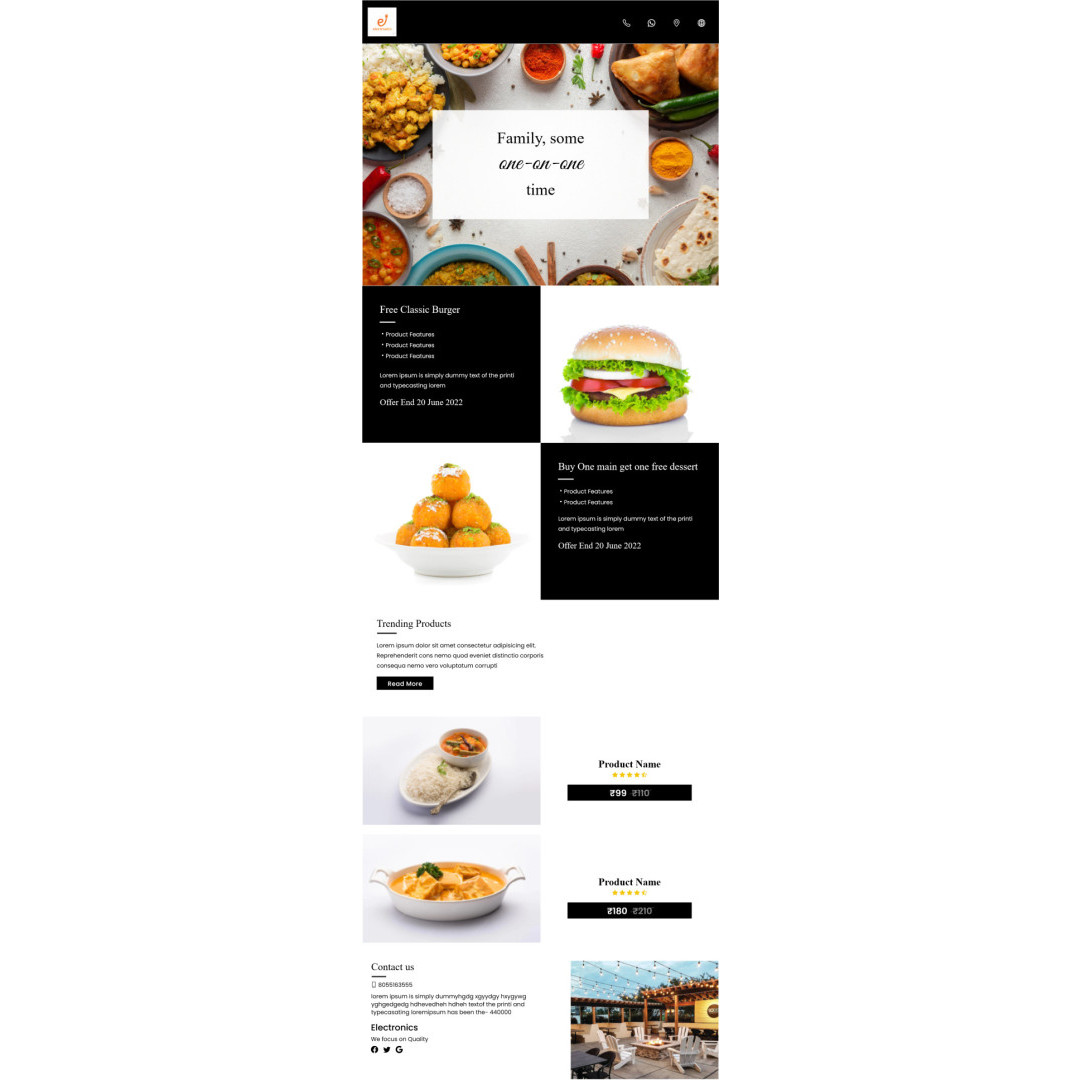 Family, some
one-on-one
time
Free Classic Burger
• Product Features
• Product Features
• Product Features
Lorem ipsum is simply dummy text of the printi
and typecasting lorem
Offer End 20 June 2022
Buy One main get one free dessert
• Product Features
• Product Features
Lorem ipsum is simply dummy text of the printi
and typecasting lorem
Offer End 20 June 2022
Trending Products
Lorem ipsum dolor sit amet consectetur adipisicing elit.
Reprehenderit cons nemo quod eveniet distinctio corporis
consequa nemo vero voluptatum corrupti
Read More
Product Name
₹99 ₹110
Product Name
₹180 ₹210
Contact us
8055163555
lorem ipsum is simply dummyhgdg xgyydgy hxgywg
yghgedgedg hdhevedheh hdheh textof the printi and
typecasating loremipsum has been the- 440000
Electronics
We focus on Quality